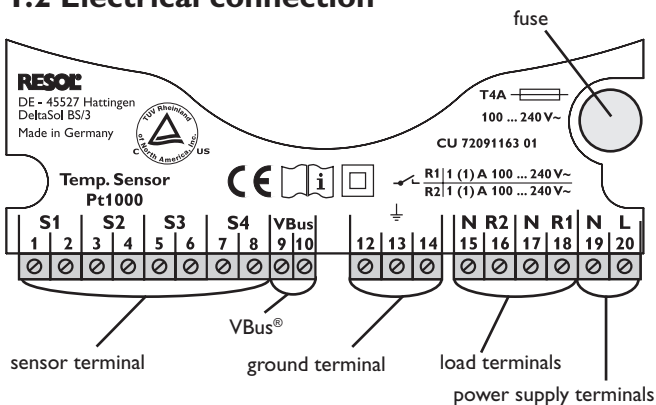 1.2 Electrical connection
fuse
RESOL®
DE - 45527 Hattingen
DeltaSol BS/3
Made in Germany
TÜV Rheinland
of North America, Inc.
C US
T4A
100 ... 240 V~
CU 72091163 01
Temp. Sensor
Pt1000
CE i
R1 1 (1) A 100 ... 240 V~
R2 1 (1) A 100 ... 240 V~
S1 S2 S3 S4 VBus N R2 N R1 N L
1 2 3 4 5 6 7 8 9 10 12 13 14 15 16 17 18 19 20
VBus®
sensor terminal
ground terminal
load terminals
power supply terminals